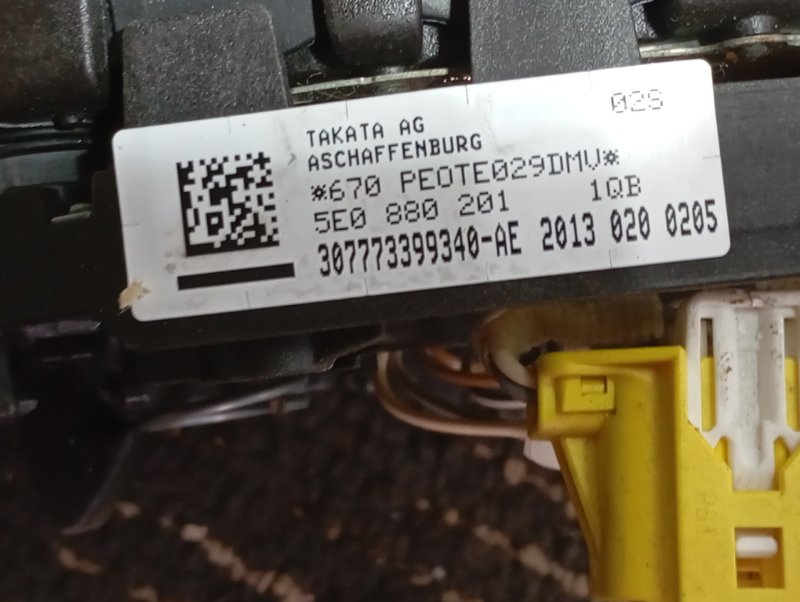 02S
TAKATA AG
ASCHAFFENBURG
*670 PEOTE029DMV*
5E0 880 201 1QB
307773399340-AE 2013 020 0205